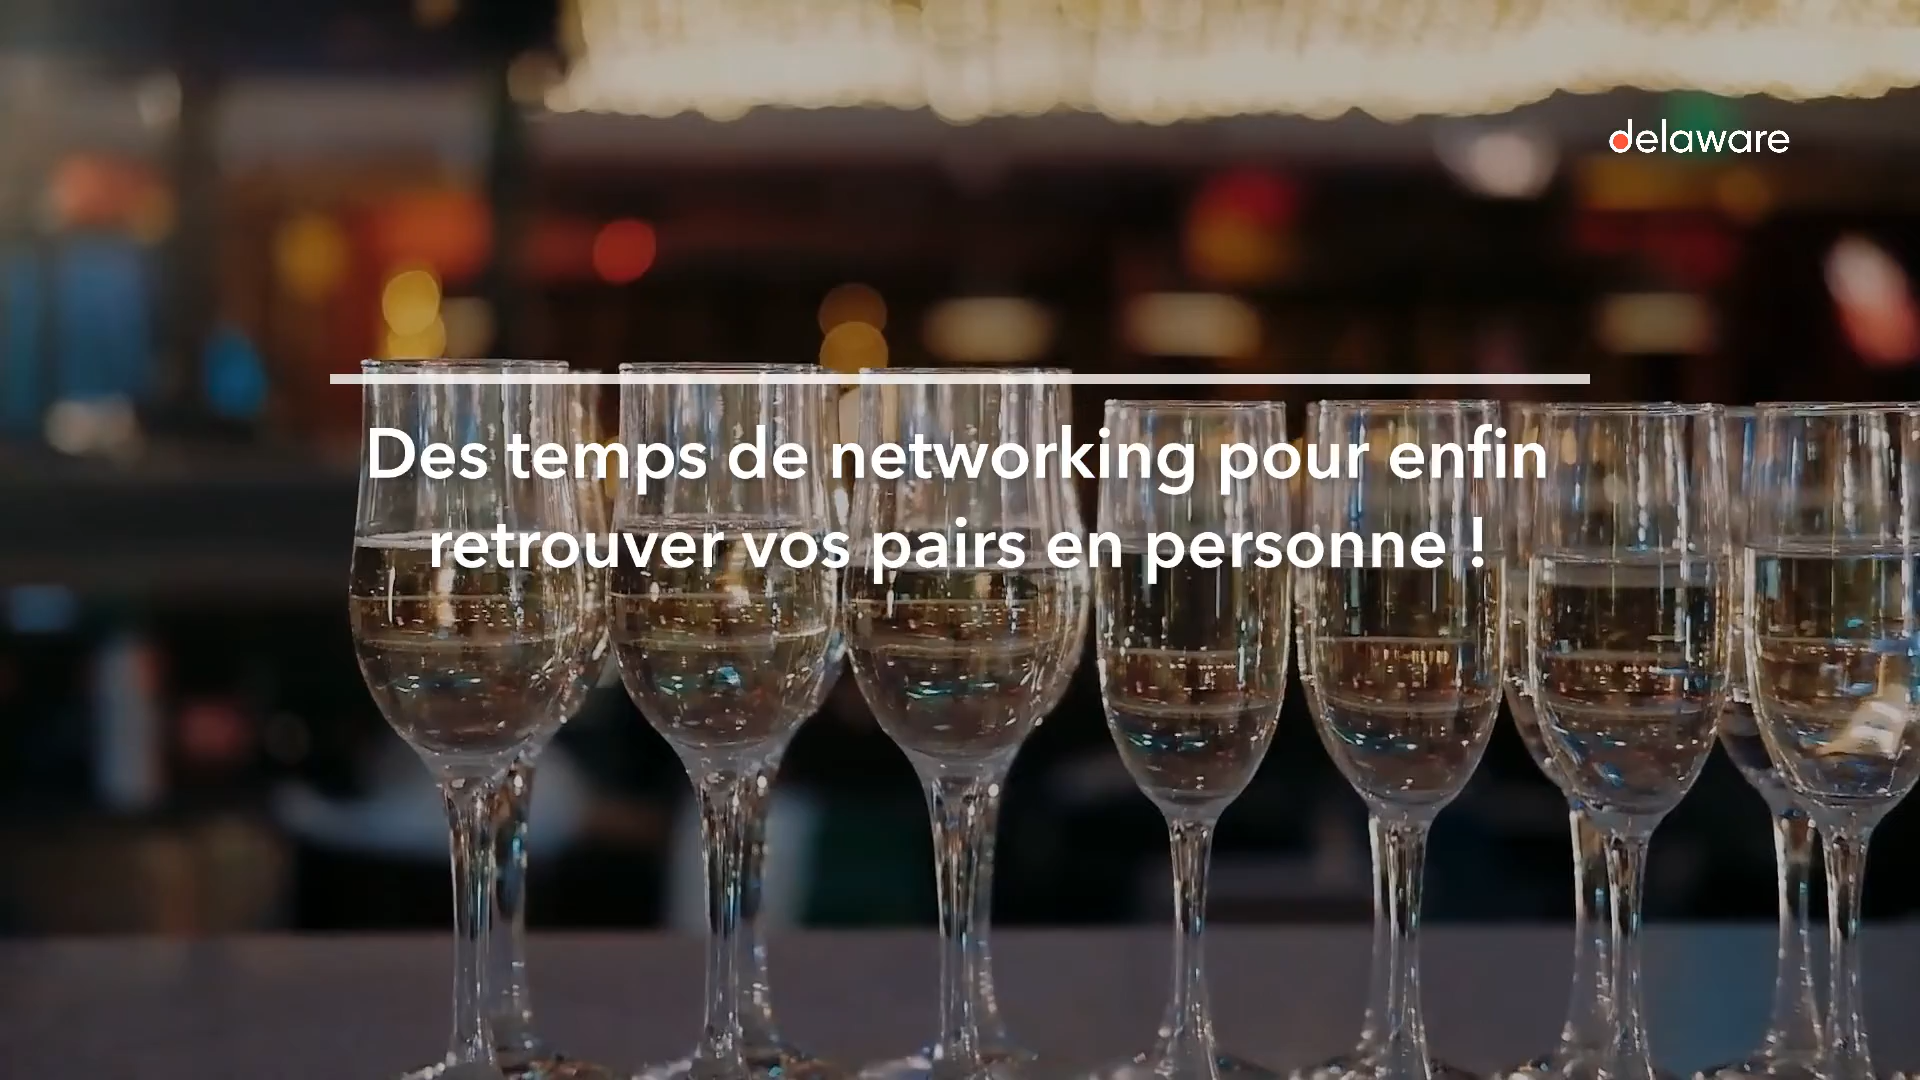 delaware
Des temps de networking pour enfin
retrouver vos pairs en personne !